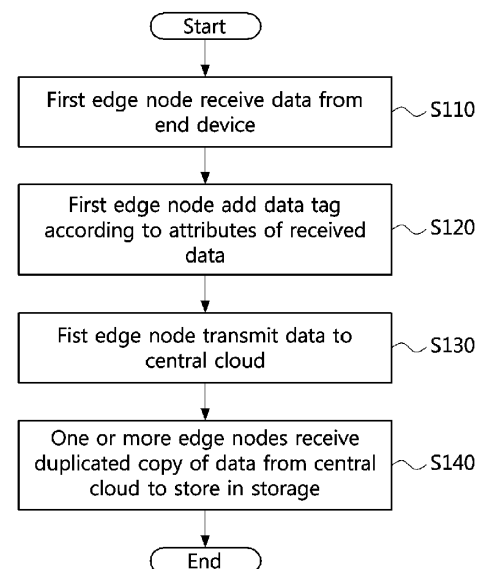 Start
First edge node receive data from
end device
S110
First edge node add data tag
according to attributes of received
data
S120
Fist edge node transmit data to
central cloud
S130
One or more edge nodes receive
duplicated copy of data from central
cloud to store in storage
S140
End